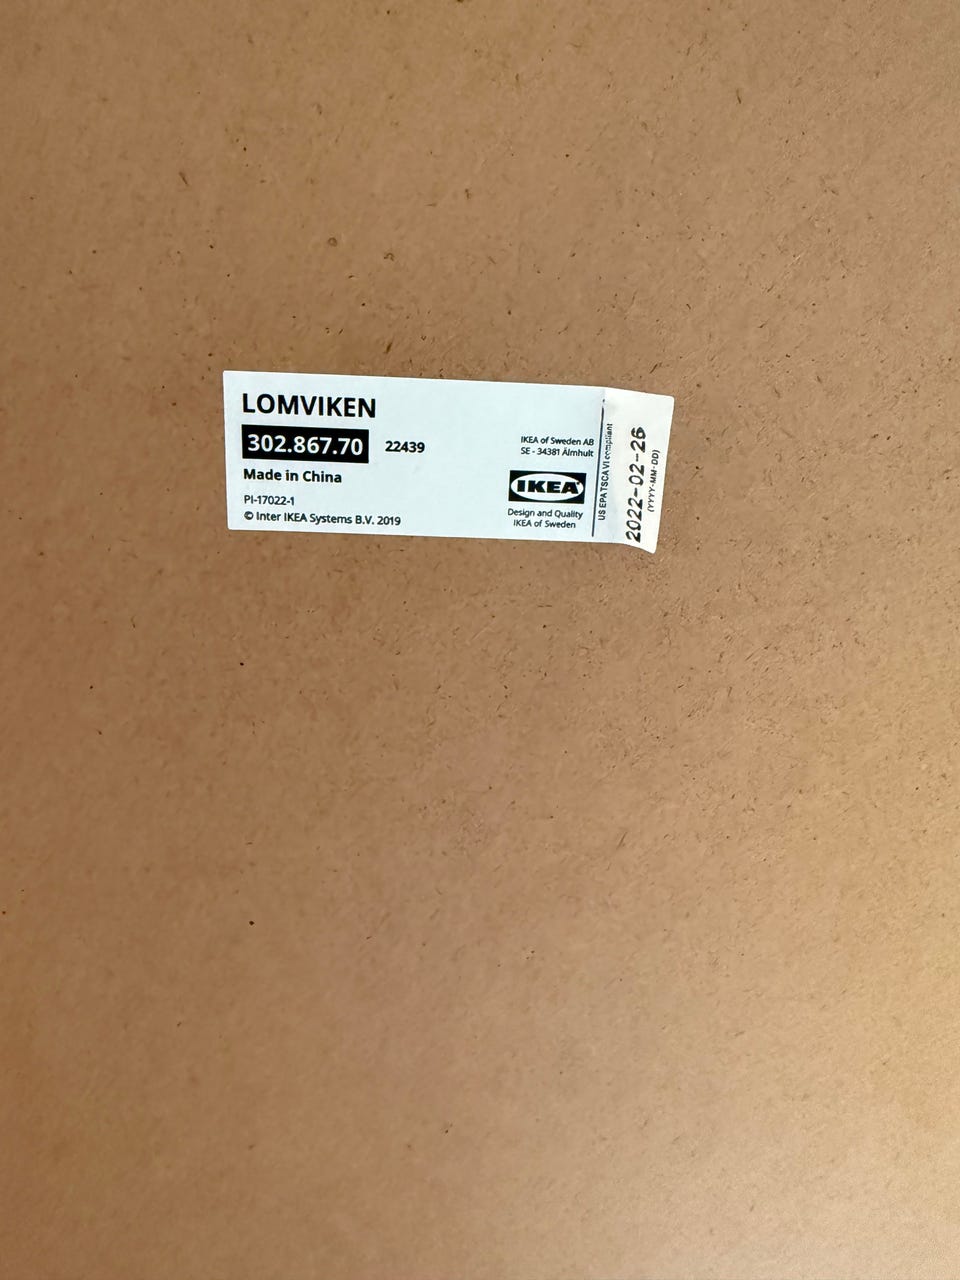 LOMVIKEN
302.867.70 22439
Made in China
PI-17022-1
© Inter IKEA Systems B.V. 2019
IKEA of Sweden AB
SE - 34381 Älmhult
IKEA
Design and Quality
IKEA of Sweden
US EPA TSCA VI compliant
2022-02-26
(YYYY-MM-DD)